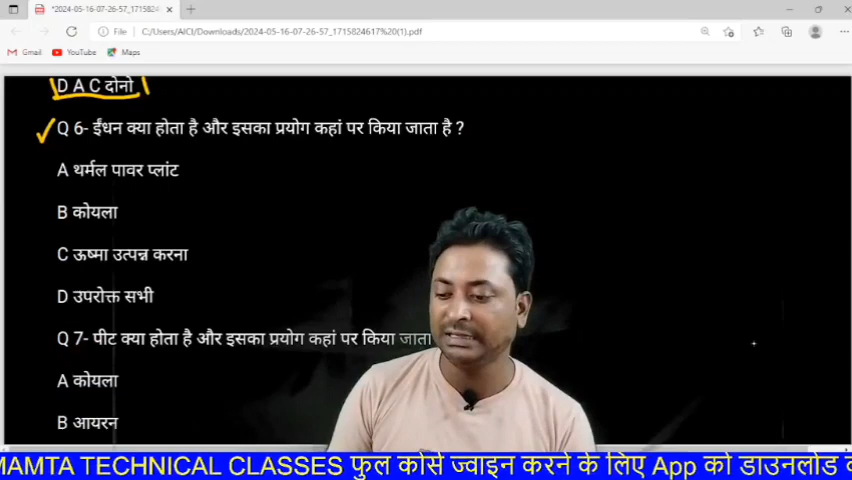 *2024-05-16-07-26-57_1715824
File
C:/Users/AICI/Downloads/2024-05-16-07-26-57_1715824617%20(1).pdf
Gmail YouTube Maps
D A C दोनो
Q 6- ईंधन क्या होता है और इसका प्रयोग कहां पर किया जाता है ?
A थर्मल पावर प्लांट
B कोयला
C ऊष्मा उत्पन्न करना
D उपरोक्त सभी
Q 7- पीट क्या होता है और इसका प्रयोग कहां पर किया जाता
A कोयला
B आयरन
MAMTA TECHNICAL CLASSES फुल कोर्स ज्वाइन करने के लिए App को डाउनलोड